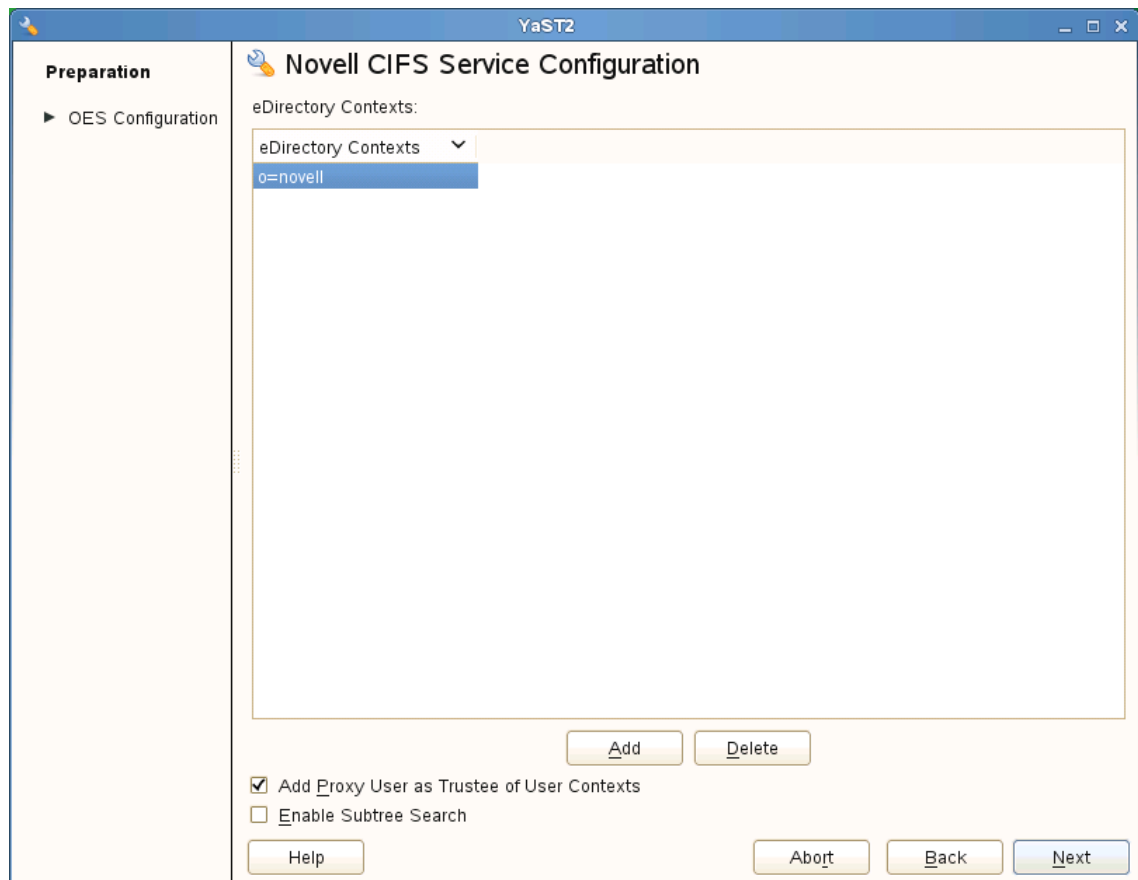 YaST2
Preparation
OES Configuration
Novell CIFS Service Configuration
eDirectory Contexts:
eDirectory Contexts
o=novell
Add Delete
Add Proxy User as Trustee of User Contexts
Enable Subtree Search
Help Abort Back Next